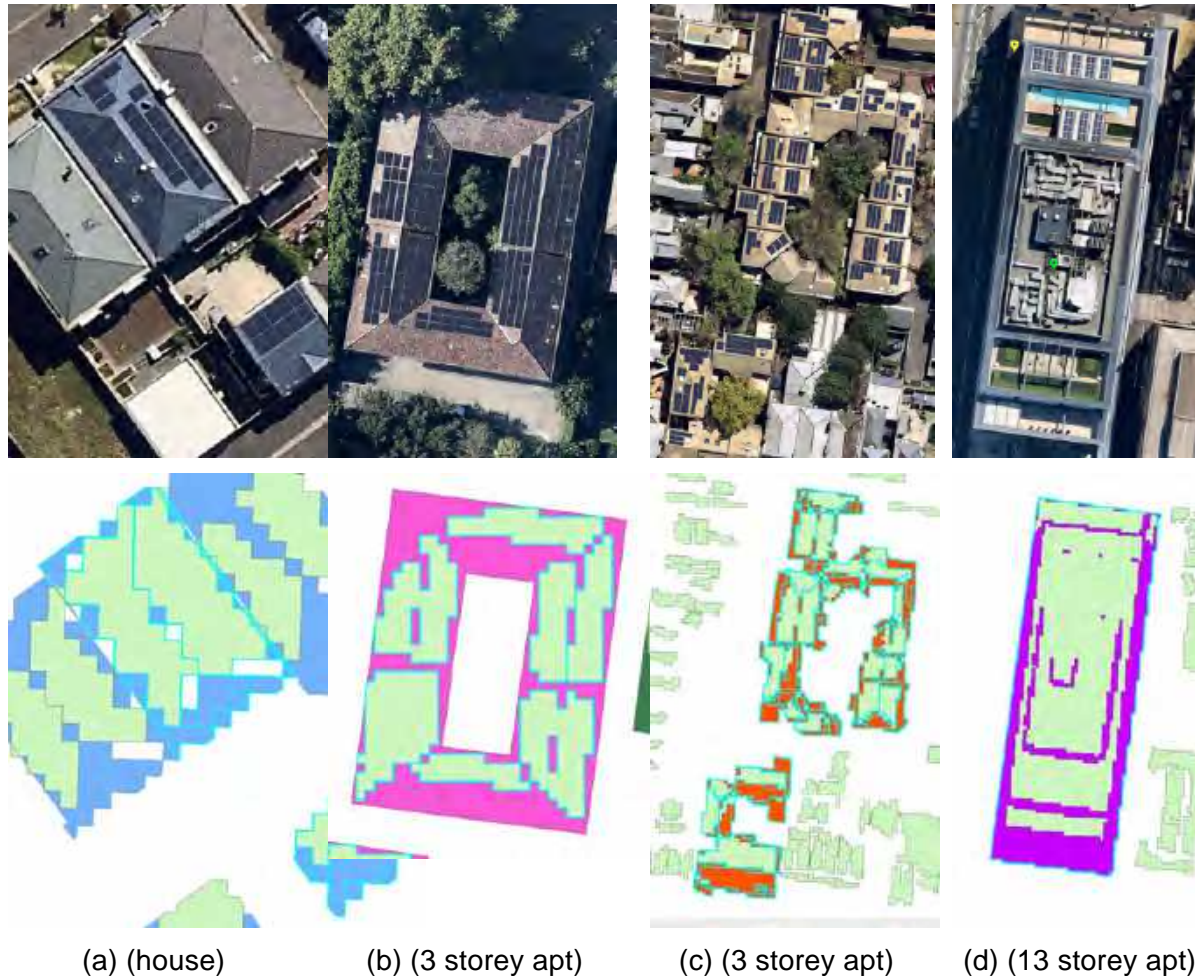 (a) (house)
(b) (3 storey apt)
(c) (3 storey apt)
(d) (13 storey apt)